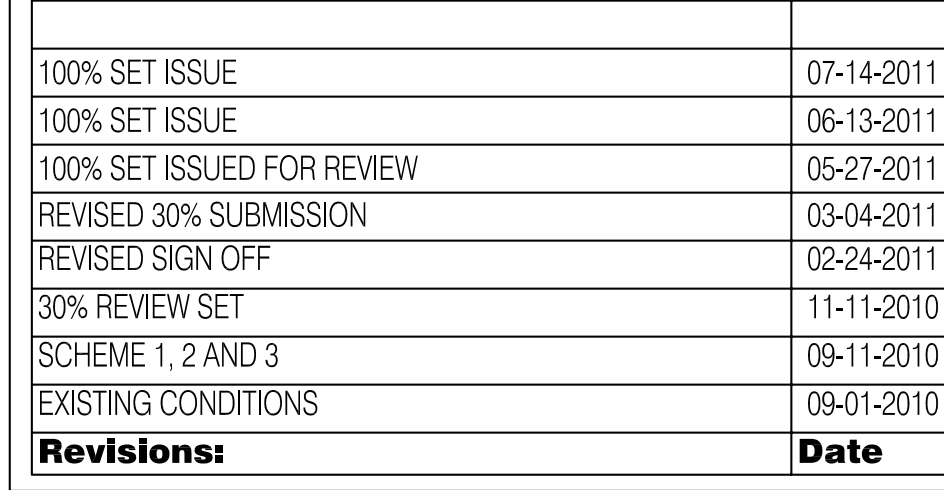 100% SET ISSUE 07-14-2011
100% SET ISSUE 06-13-2011
100% SET ISSUED FOR REVIEW 05-27-2011
REVISED 30% SUBMISSION 03-04-2011
REVISED SIGN OFF 02-24-2011
30% REVIEW SET 11-11-2010
SCHEME 1, 2 AND 3 09-11-2010
EXISTING CONDITIONS 09-01-2010
Revisions: Date